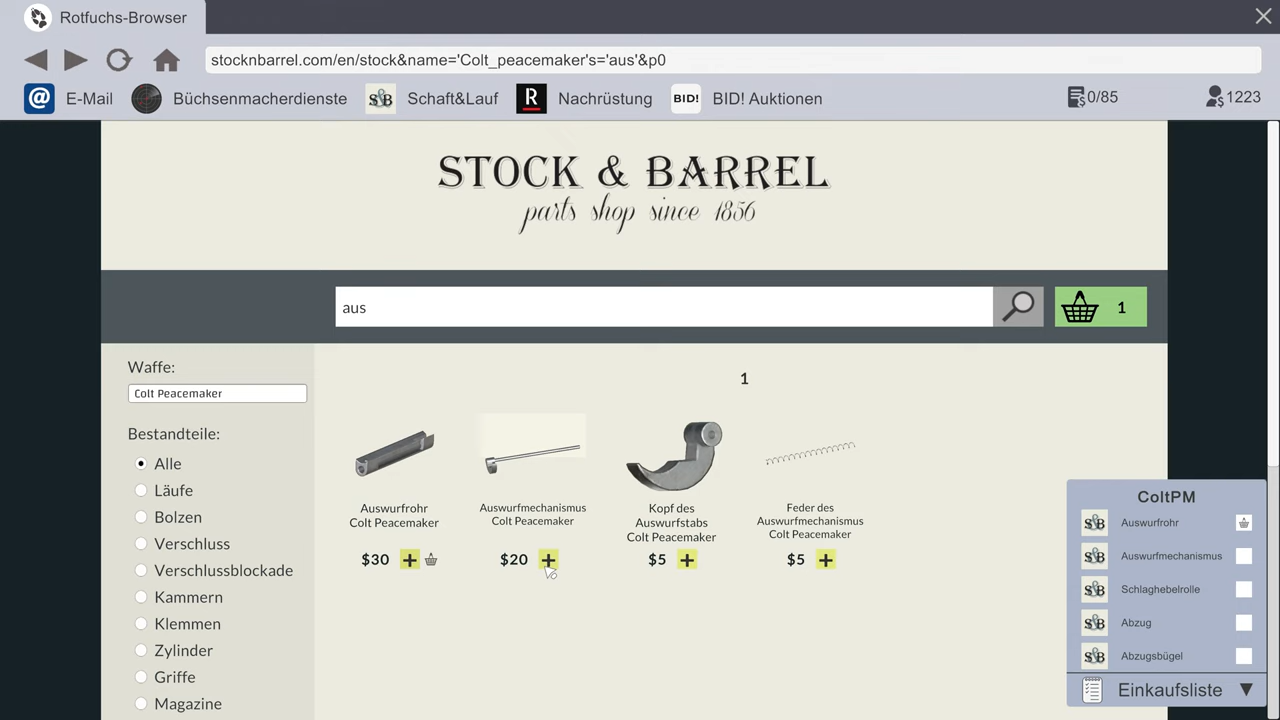 Rotfuchs-Browser
stocknbarrel.com/en/stock&name='Colt_peacemaker's='aus'&p0
@ E-Mail Büchsenmacherdienste S&B Schaft&Lauf R Nachrüstung BID! BID! Auktionen 0/85 1223
STOCK & BARREL
parts shop since 1856
aus 1
Waffe:
Colt Peacemaker
Bestandteile:
Alle
Läufe
Bolzen
Verschluss
Verschlussblockade
Kammern
Klemmen
Zylinder
Griffe
Magazine
1
Auswurfrohr
Colt Peacemaker
$30 +
Auswurfmechanismus
Colt Peacemaker
$20 +
Kopf des
Auswurfstabs
Colt Peacemaker
$5 +
Feder des
Auswurfmechanismus
Colt Peacemaker
$5 +
ColtPM
S&B Auswurfrohr
S&B Auswurfmechanismus
S&B Schlaghebelrolle
S&B Abzug
S&B Abzugsbügel
Einkaufsliste